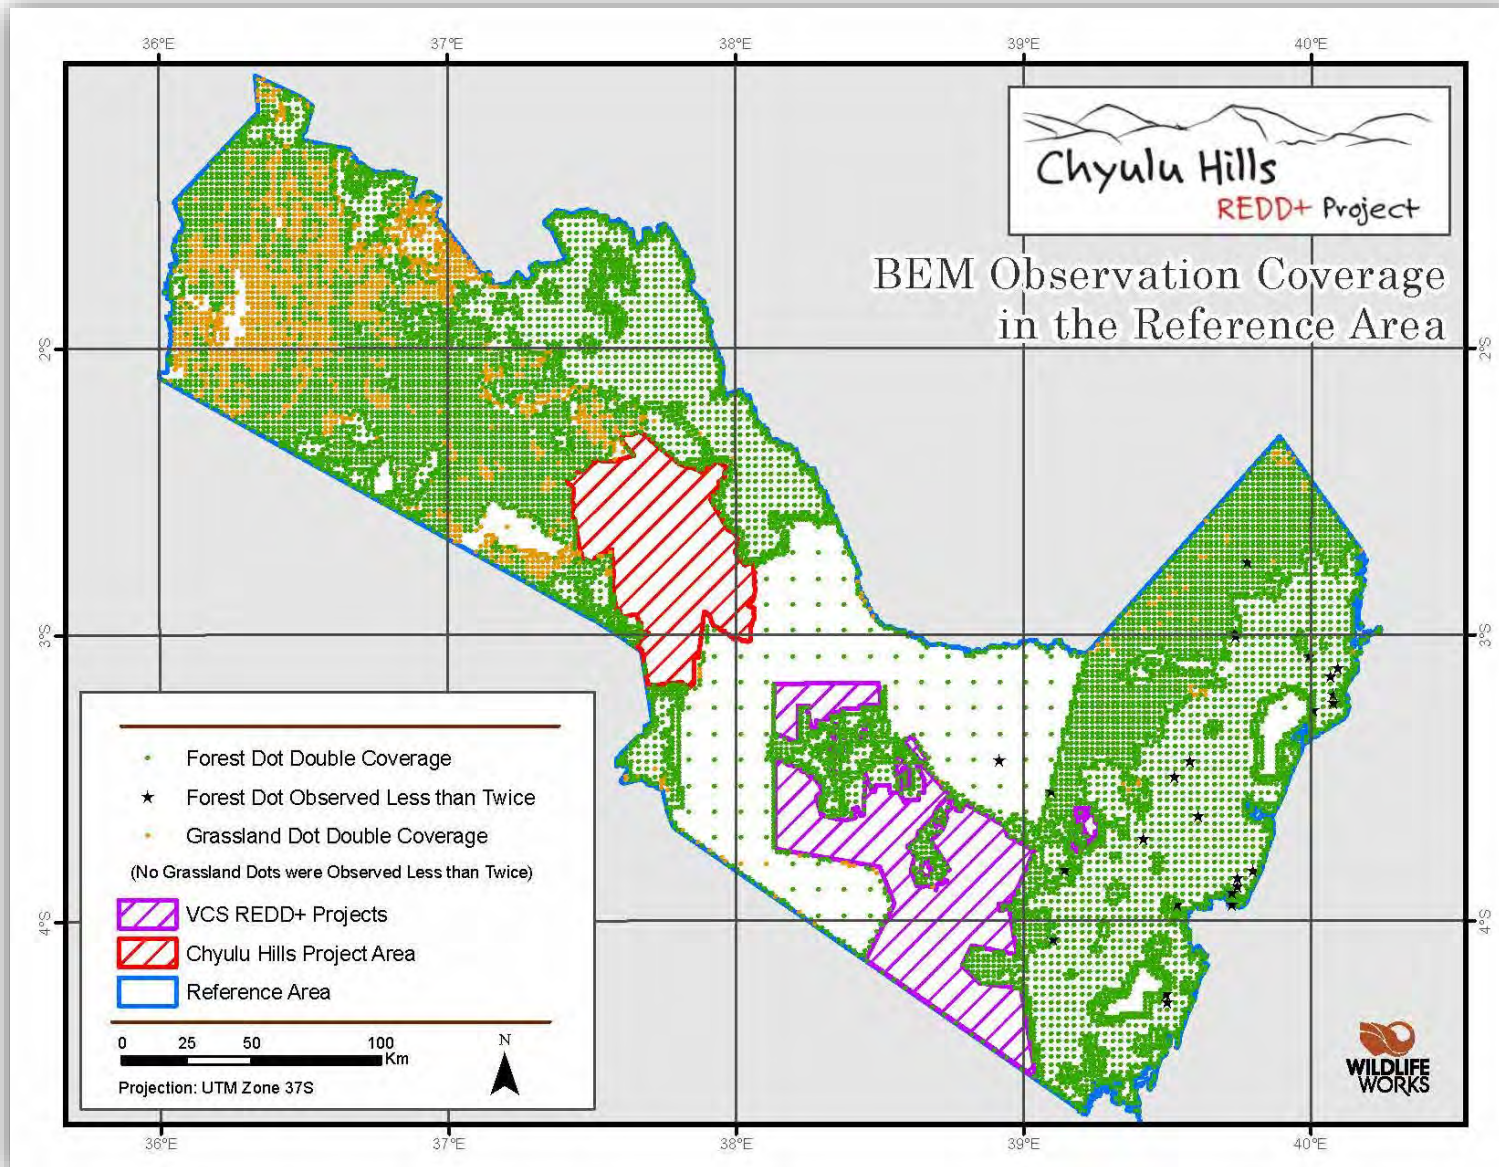 36°E 37°E 38°E 39°E 40°E
Chyulu Hills
REDD+ Project
BEM Observation Coverage
in the Reference Area
2°S 2°S
3°S 3°S
Forest Dot Double Coverage
Forest Dot Observed Less than Twice
Grassland Dot Double Coverage
(No Grassland Dots were Observed Less than Twice)
VCS REDD+ Projects
4°S 4°S
Chyulu Hills Project Area
Reference Area
0 25 50 100
Km
N
Projection: UTM Zone 37S
WILDLIFE
WORKS
36°E 37°E 38°E 39°E 40°E